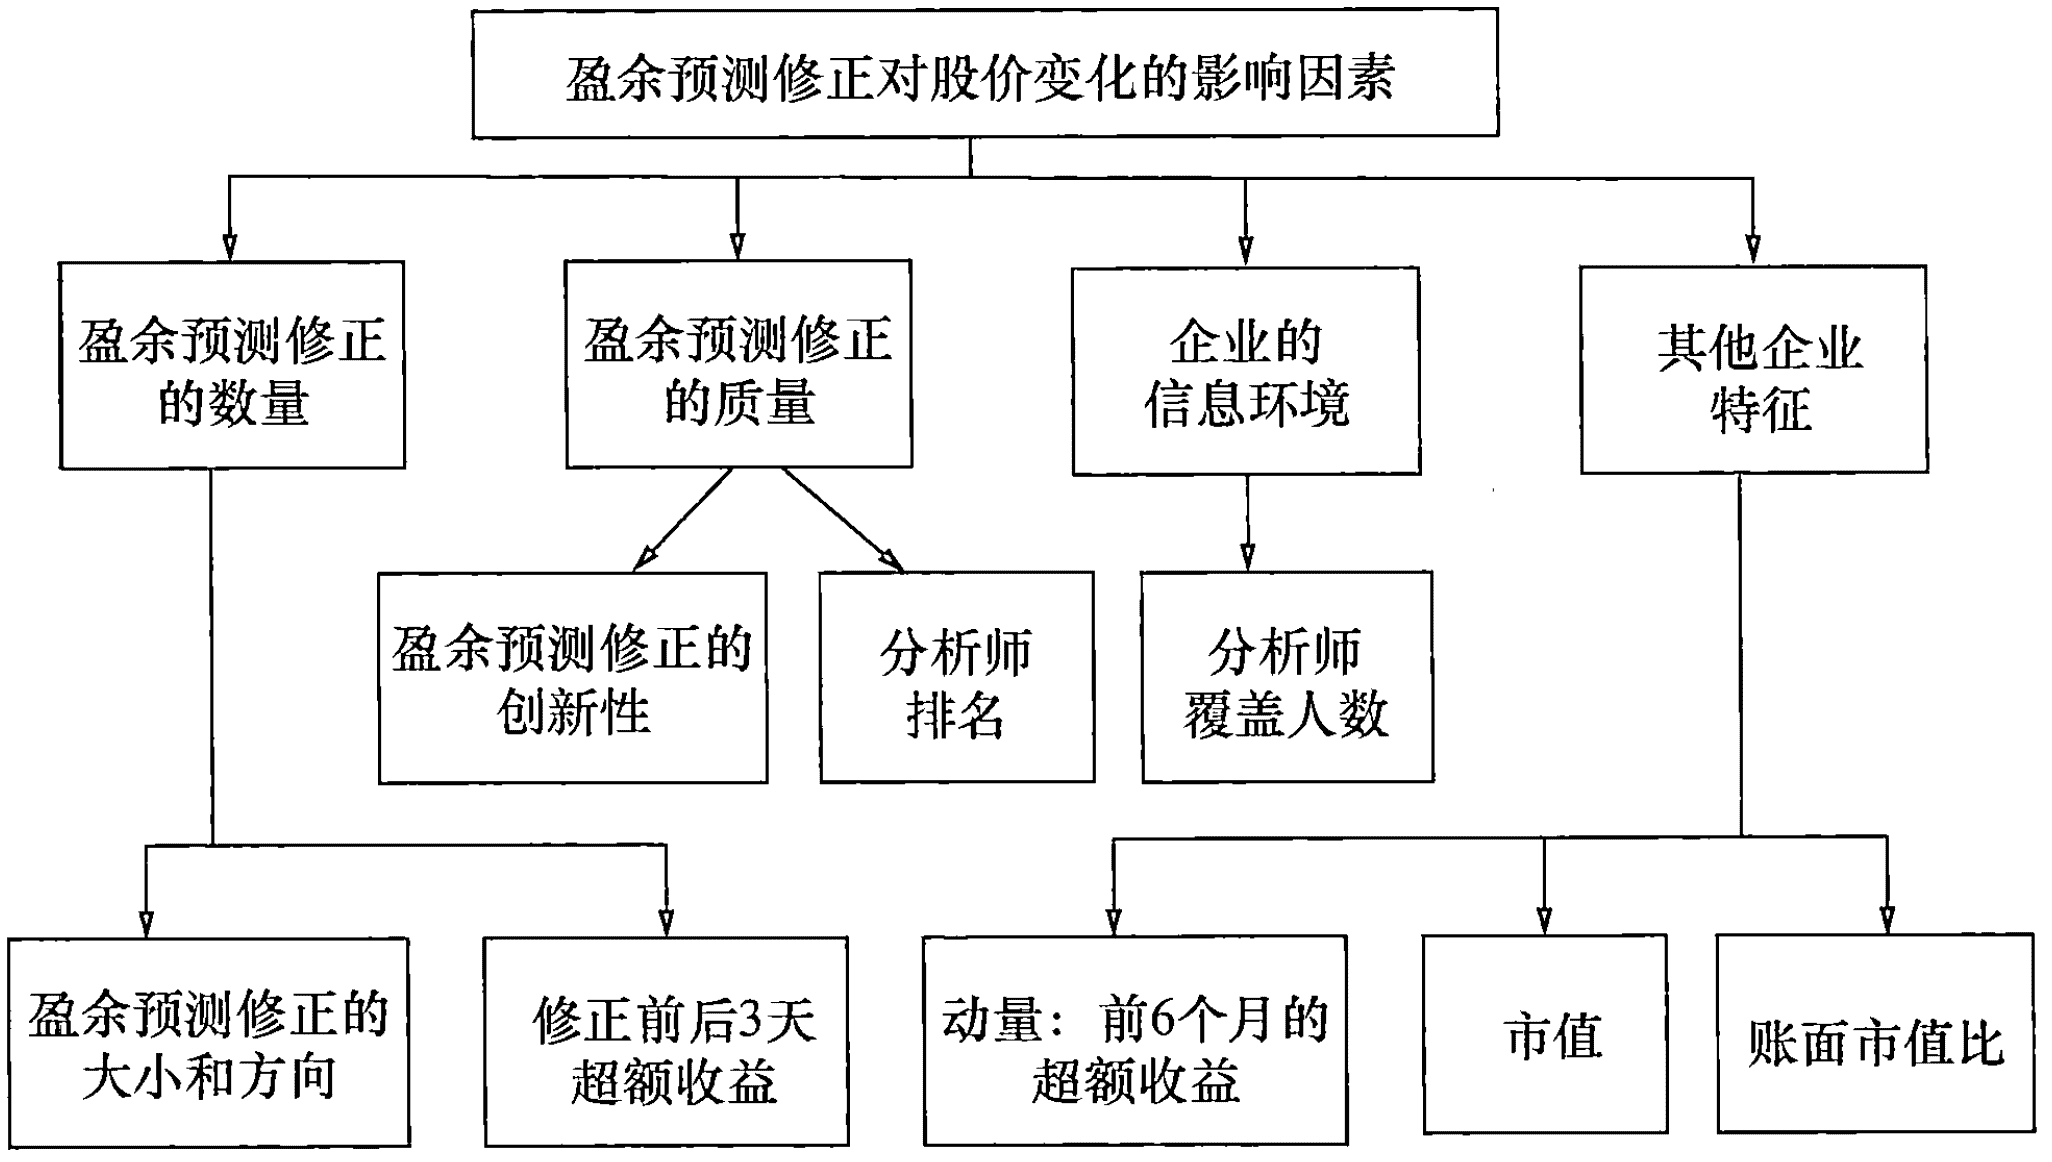 盈余预测修正对股价变化的影响因素
盈余预测修正
的数量
盈余预测修正
的质量
企业的
信息环境
其他企业
特征
盈余预测修正的
创新性
分析师
排名
分析师
覆盖人数
盈余预测修正的
大小和方向
修正前后3天
超额收益
动量：前6个月的
超额收益
市值
账面市值比